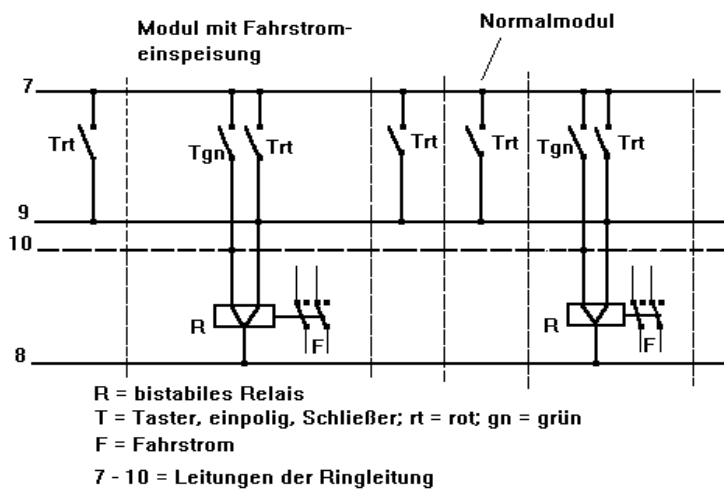 Modul mit Fahrstrom-
einspeisung
Normalmodul
7
Trt
Tgn
Trt
Trt
Trt
Tgn
Trt
9
10
R
F
R
F
8
R = bistabiles Relais
T = Taster, einpolig, Schließer; rt = rot; gn = grün
F = Fahrstrom
7 - 10 = Leitungen der Ringleitung